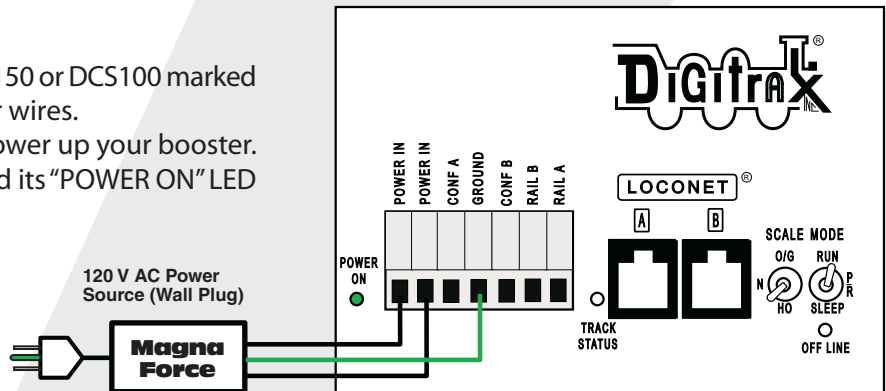 150 or DCS100 marked
r wires.
ower up your booster.
d its “POWER ON” LED
120 V AC Power
Source (Wall Plug)
Magna
Force
POWER
ON
POWER IN
POWER IN
CONF A
GROUND
CONF B
RAIL B
RAIL A
DiGitrax
INC
®
LOCONET ®
A
B
TRACK
STATUS
SCALE MODE
O/G
N
HO
RUN
P/R
SLEEP
OFF LINE